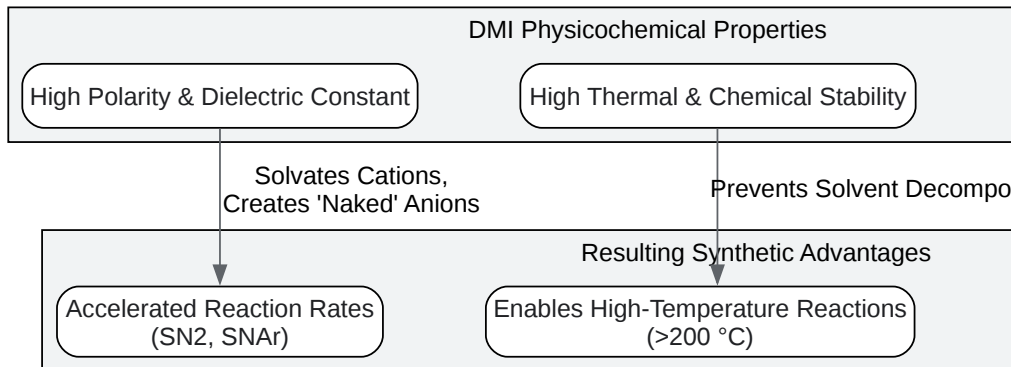 DMI Physicochemical Properties
High Polarity & Dielectric Constant
High Thermal & Chemical Stability
Solvates Cations,
Creates 'Naked' Anions
Prevents Solvent Decompo
Resulting Synthetic Advantages
Accelerated Reaction Rates
(SN2, SNAr)
Enables High-Temperature Reactions
(>200 °C)